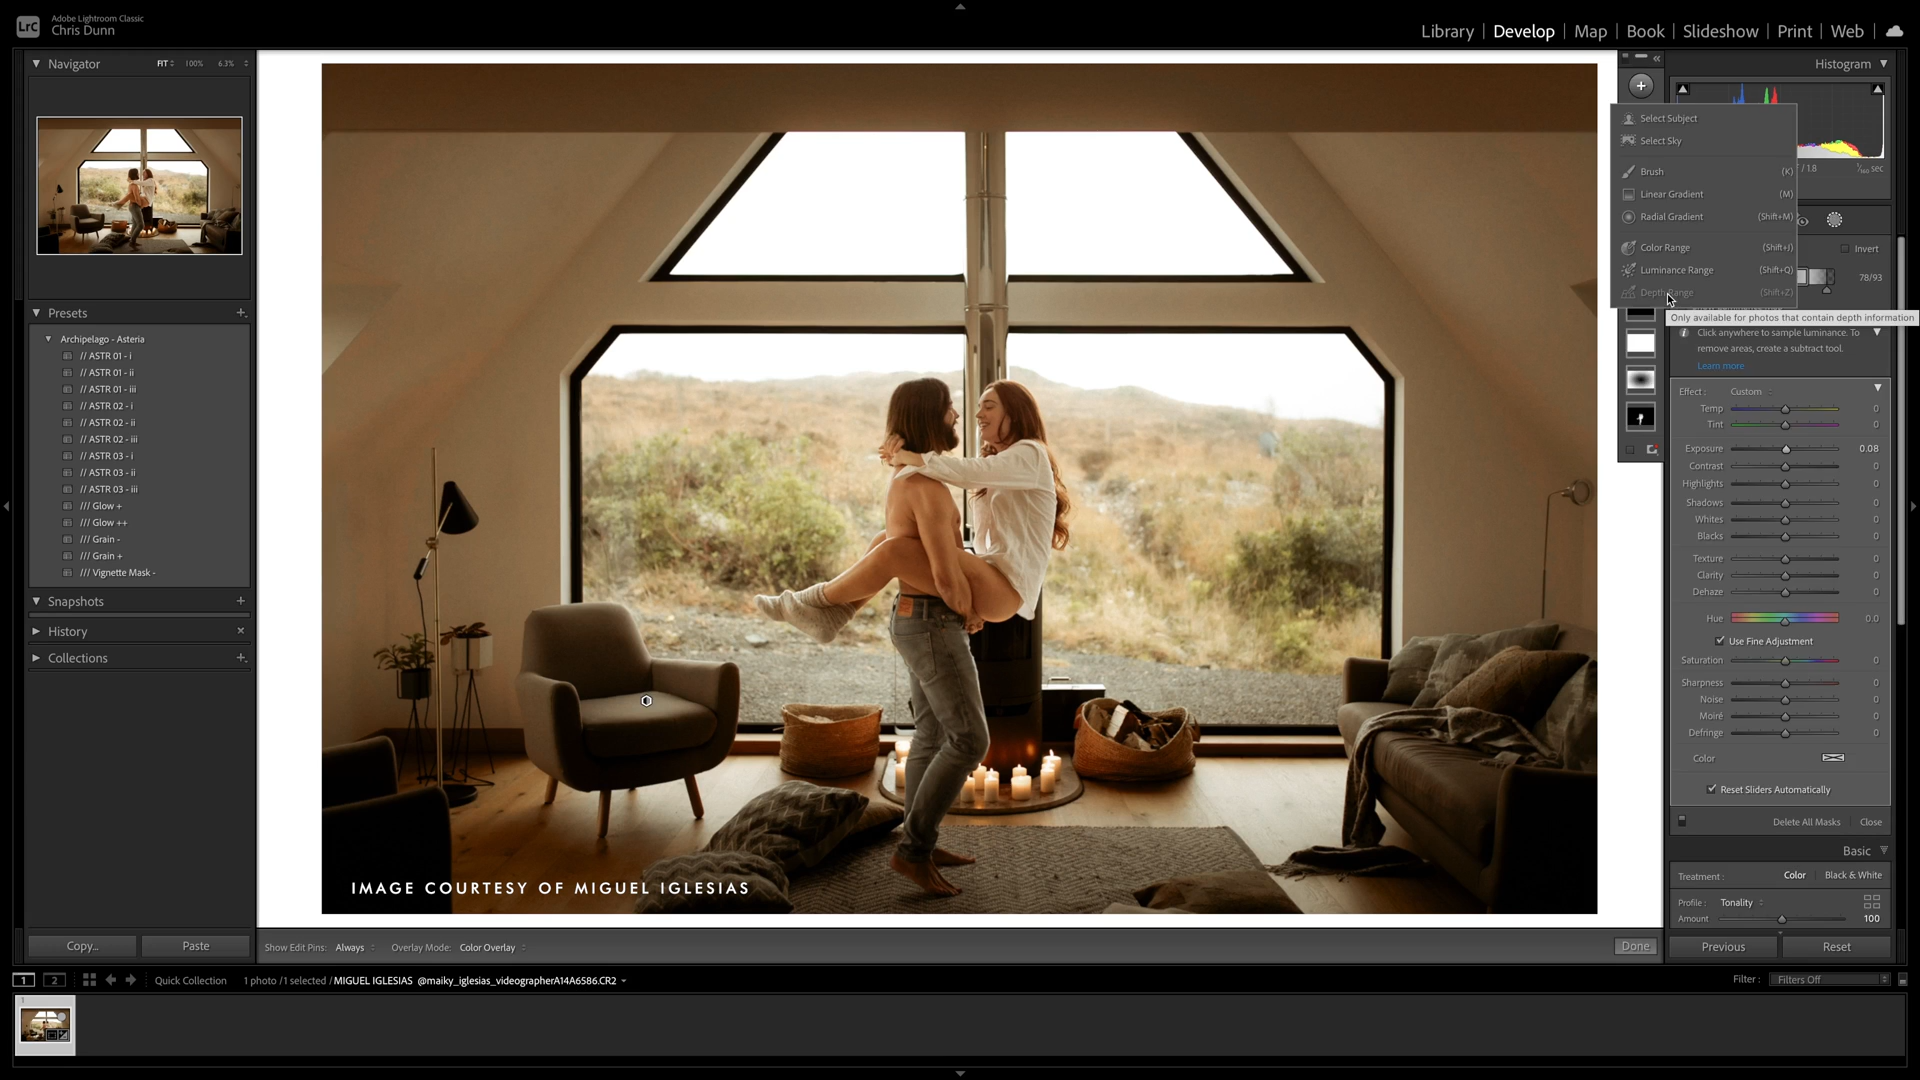 LrC
Adobe Lightroom Classic
Chris Dunn
Library | Develop | Map | Book | Slideshow | Print | Web
Navigator
FIT
100%
6.3%
Presets
Archipelago - Asteria
// ASTR 01 - i
// ASTR 01 - ii
// ASTR 01 - iii
// ASTR 02 - i
// ASTR 02 - ii
// ASTR 02 - iii
// ASTR 03 - i
// ASTR 03 - ii
// ASTR 03 - iii
/// Glow +
/// Glow ++
/// Grain -
/// Grain +
/// Vignette Mask -
Snapshots
History
Collections
Copy...
Paste
IMAGE COURTESY OF MIGUEL IGLESIAS
Show Edit Pins: Always
Overlay Mode: Color Overlay
Done
Histogram
Select Subject
Select Sky
Brush (K)
Linear Gradient (M)
Radial Gradient (Shift+M)
Color Range (Shift+J)
Luminance Range (Shift+Q)
Depth Range (Shift+Z)
/ 1.8
1/160 sec
Invert
78/93
Only available for photos that contain depth information
Click anywhere to sample luminance. To
remove areas, create a subtract tool.
Learn more
Effect : Custom
Temp 0
Tint 0
Exposure 0.08
Contrast 0
Highlights 0
Shadows 0
Whites 0
Blacks 0
Texture 0
Clarity 0
Dehaze 0
Hue 0.0
Use Fine Adjustment
Saturation 0
Sharpness 0
Noise 0
Moiré 0
Defringe 0
Color
Reset Sliders Automatically
Delete All Masks
Close
Basic
Treatment : Color Black & White
Profile : Tonality
Amount 100
Previous
Reset
1
2
Quick Collection
1 photo / 1 selected / MIGUEL IGLESIAS @maiky_iglesias_videographerA14A6586.CR2
Filter : Filters Off
1